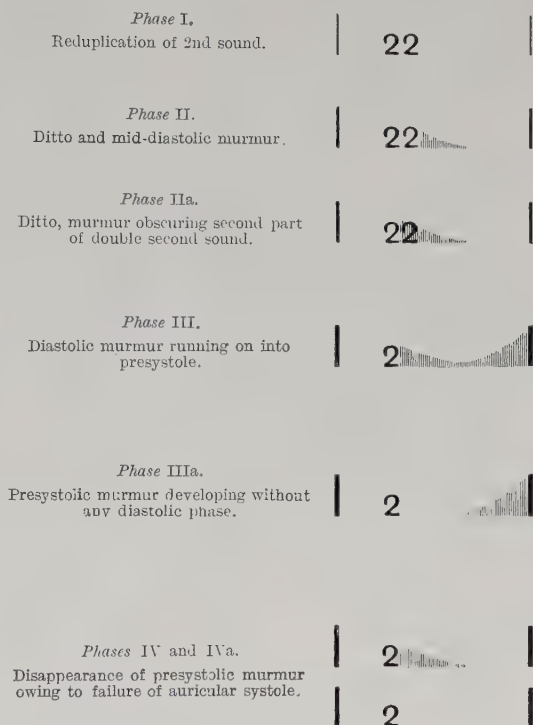 Phase I.
Reduplication of 2nd sound.
22
Phase II.
Ditto and mid-diastolic murmur.
22
Phase IIa.
Ditto, murmur obscuring second part
of double second sound.
22
Phase III.
Diastolic murmur running on into
presystole.
2
Phase IIIa.
Presystolic murmur developing without
any diastolic phase.
2
Phases IV and IVa.
Disappearance of presystolic murmur
owing to failure of auricular systole.
2
2